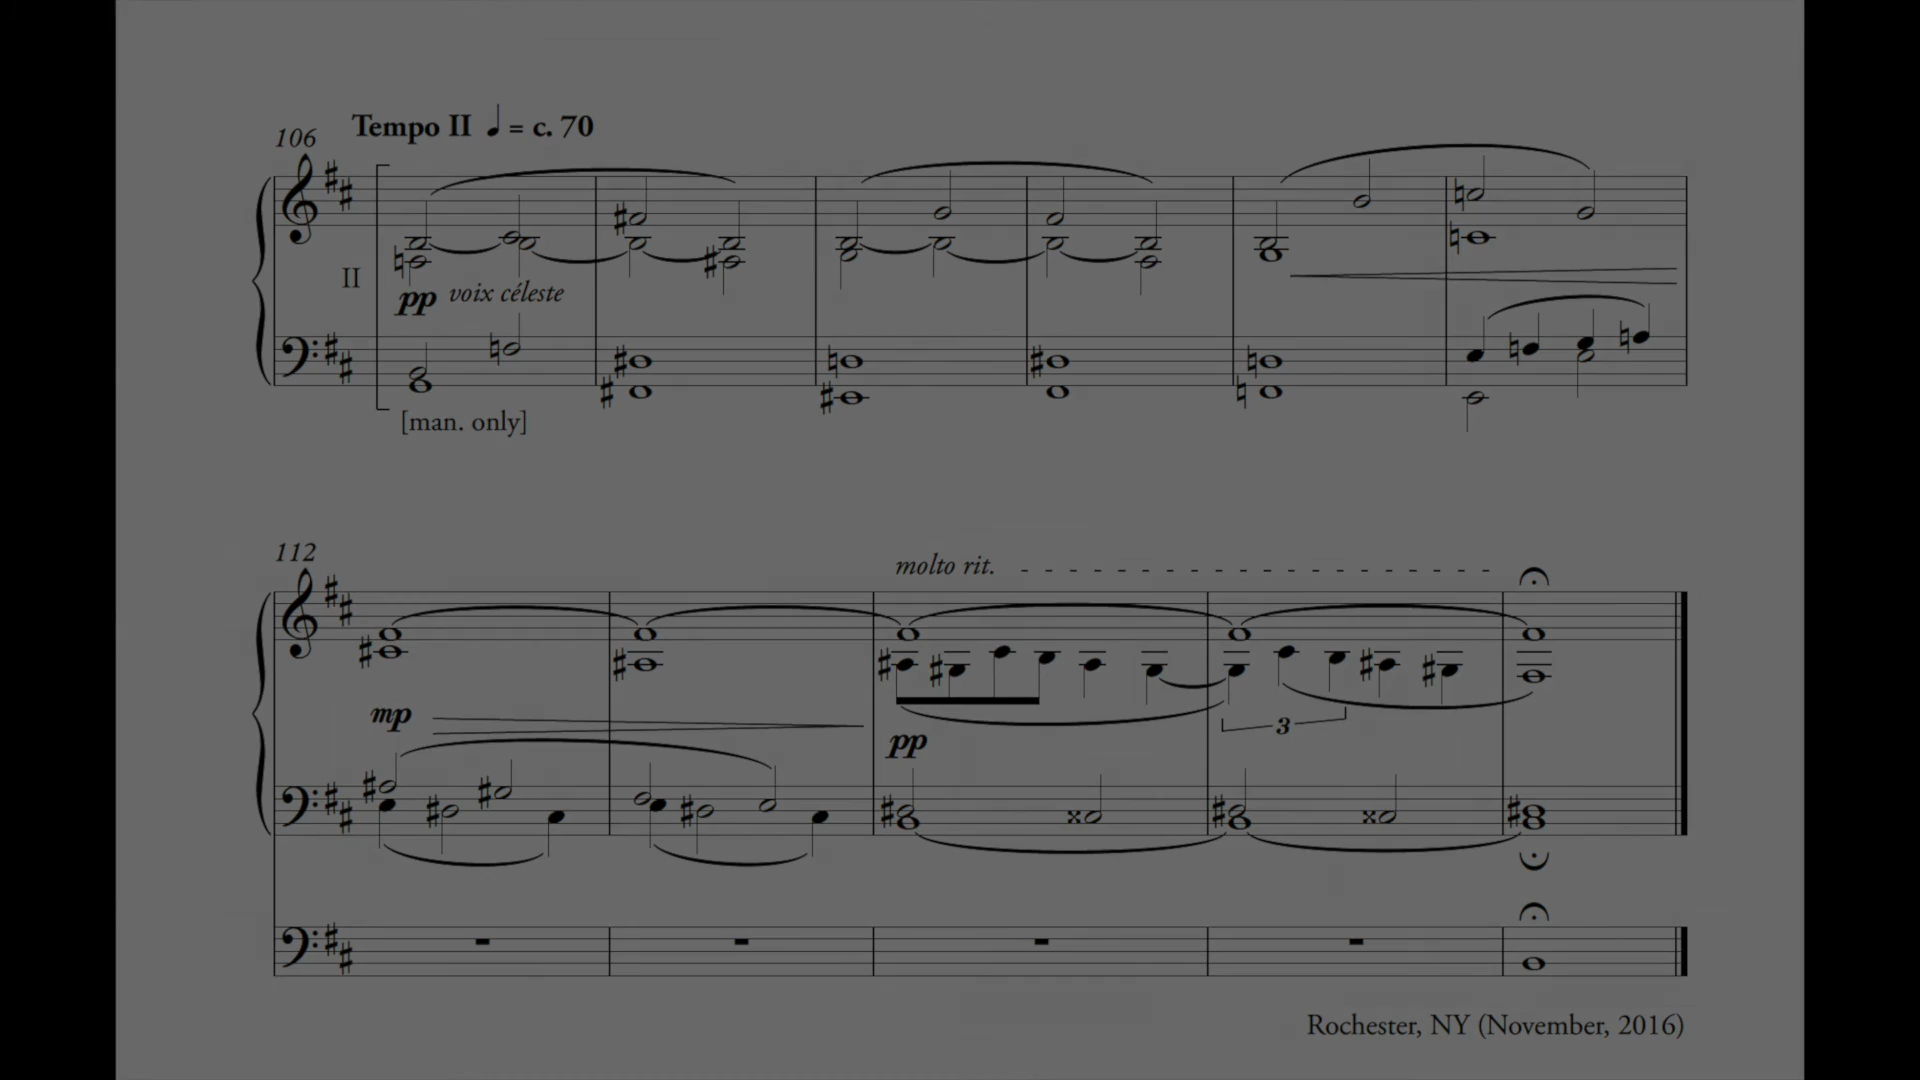 106 Tempo II ♩ = c. 70
II
pp voix céleste
[man. only]
112
molto rit.
mp
pp
3
Rochester, NY (November, 2016)